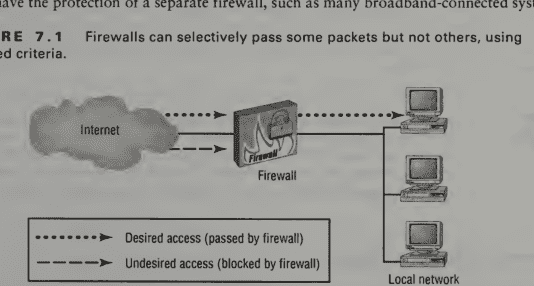 have the protection of a separate firewall, such as many broadband-connected sys
RE 7.1 Firewalls can selectively pass some packets but not others, using
ed criteria.
Internet
Firewall
Firewall
Desired access (passed by firewall)
Undesired access (blocked by firewall)
Local network